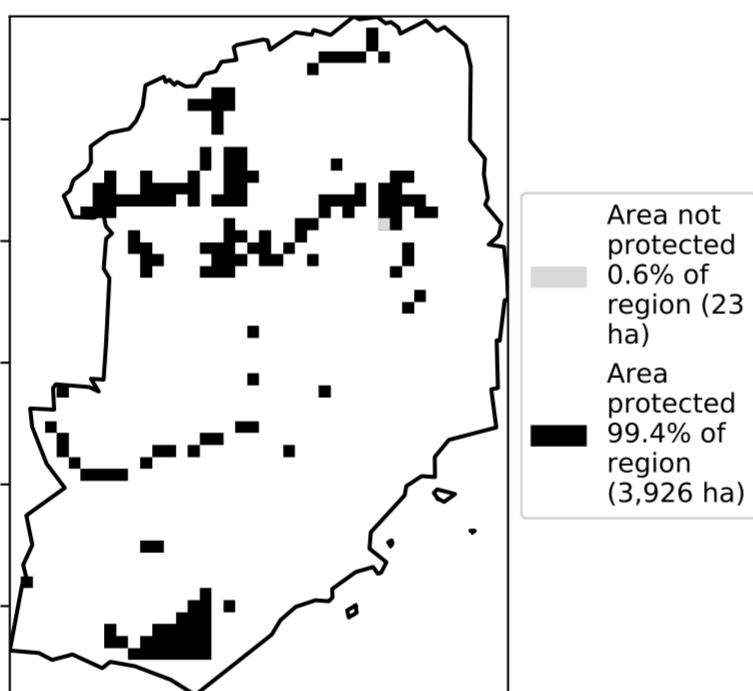 Area not
protected
0.6% of
region (23
ha)
Area
protected
99.4% of
region
(3,926 ha)